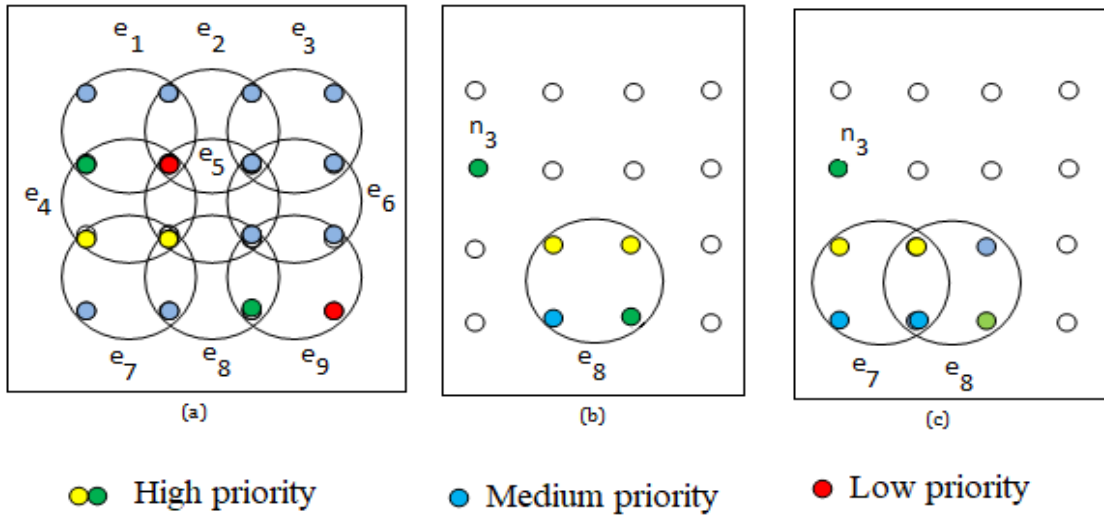 e1 e2 e3
e5
e4 e6
e7 e8 e9
(a)
n3
e8
(b)
n3
e7 e8
(c)
High priority
Medium priority
Low priority